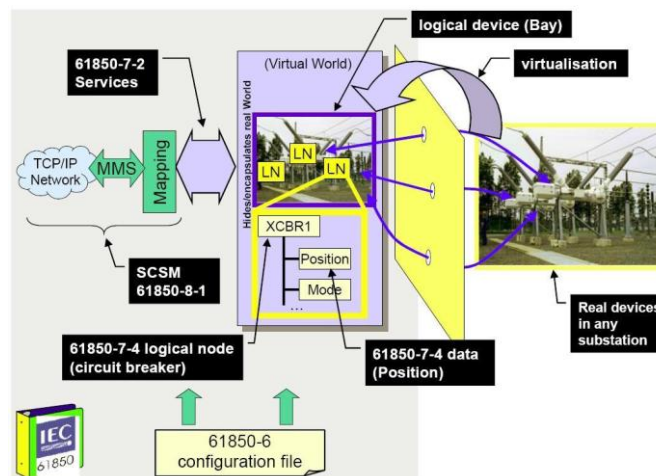 logical device (Bay)
61850-7-2
Services
(Virtual World)
virtualisation
Hides/encapsulates real World
TCP/IP
Network
MMS
Mapping
LN
LN
LN
XCBR1
Position
Mode
...
SCSM
61850-8-1
Real devices
in any
substation
61850-7-4 logical node
(circuit breaker)
61850-7-4 data
(Position)
IEC
61850
61850-6
configuration file